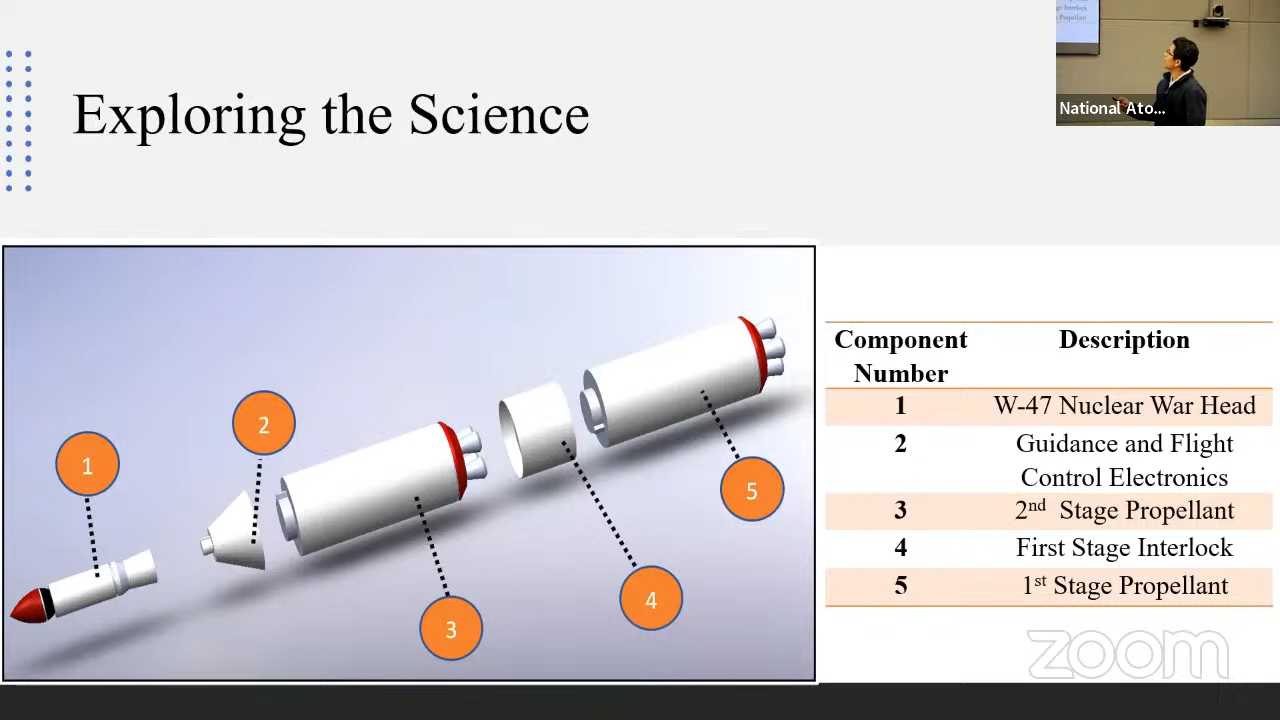 Exploring the Science
National Ato...
Component Number
Description
1
W-47 Nuclear War Head
2
Guidance and Flight
Control Electronics
3
2nd Stage Propellant
4
First Stage Interlock
5
1st Stage Propellant
1
2
3
4
5
zoom